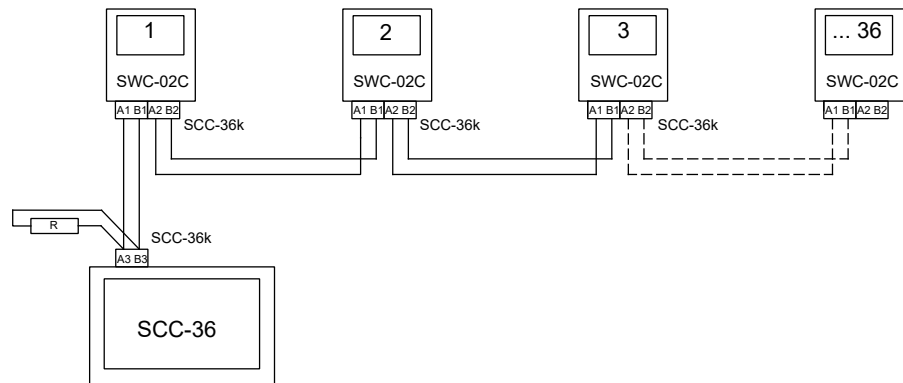 1
SWC-02C
A1 B1 A2 B2
SCC-36k
2
SWC-02C
A1 B1 A2 B2
SCC-36k
3
SWC-02C
A1 B1 A2 B2
SCC-36k
... 36
SWC-02C
A1 B1 A2 B2
R
SCC-36k
A3 B3
SCC-36